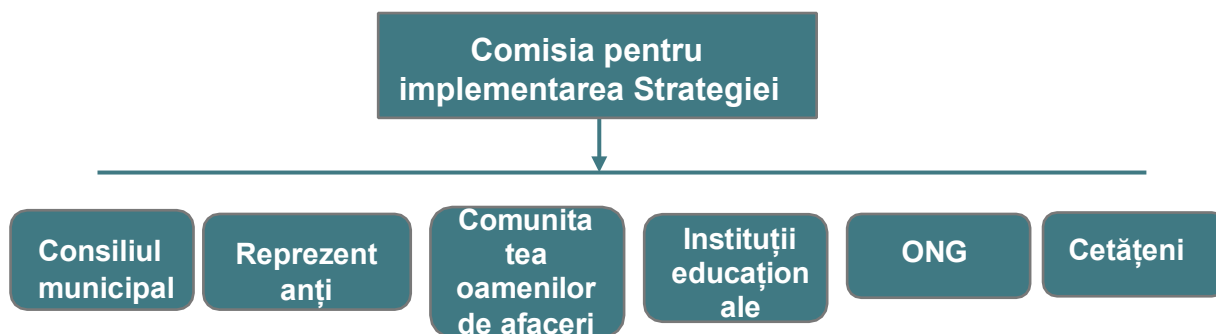 Comisia pentru
implementarea Strategiei
Consiliul
municipal
Reprezent
anți
Comunita
tea
oamenilor
de afaceri
Instituții
educațion
ale
ONG
Cetățeni